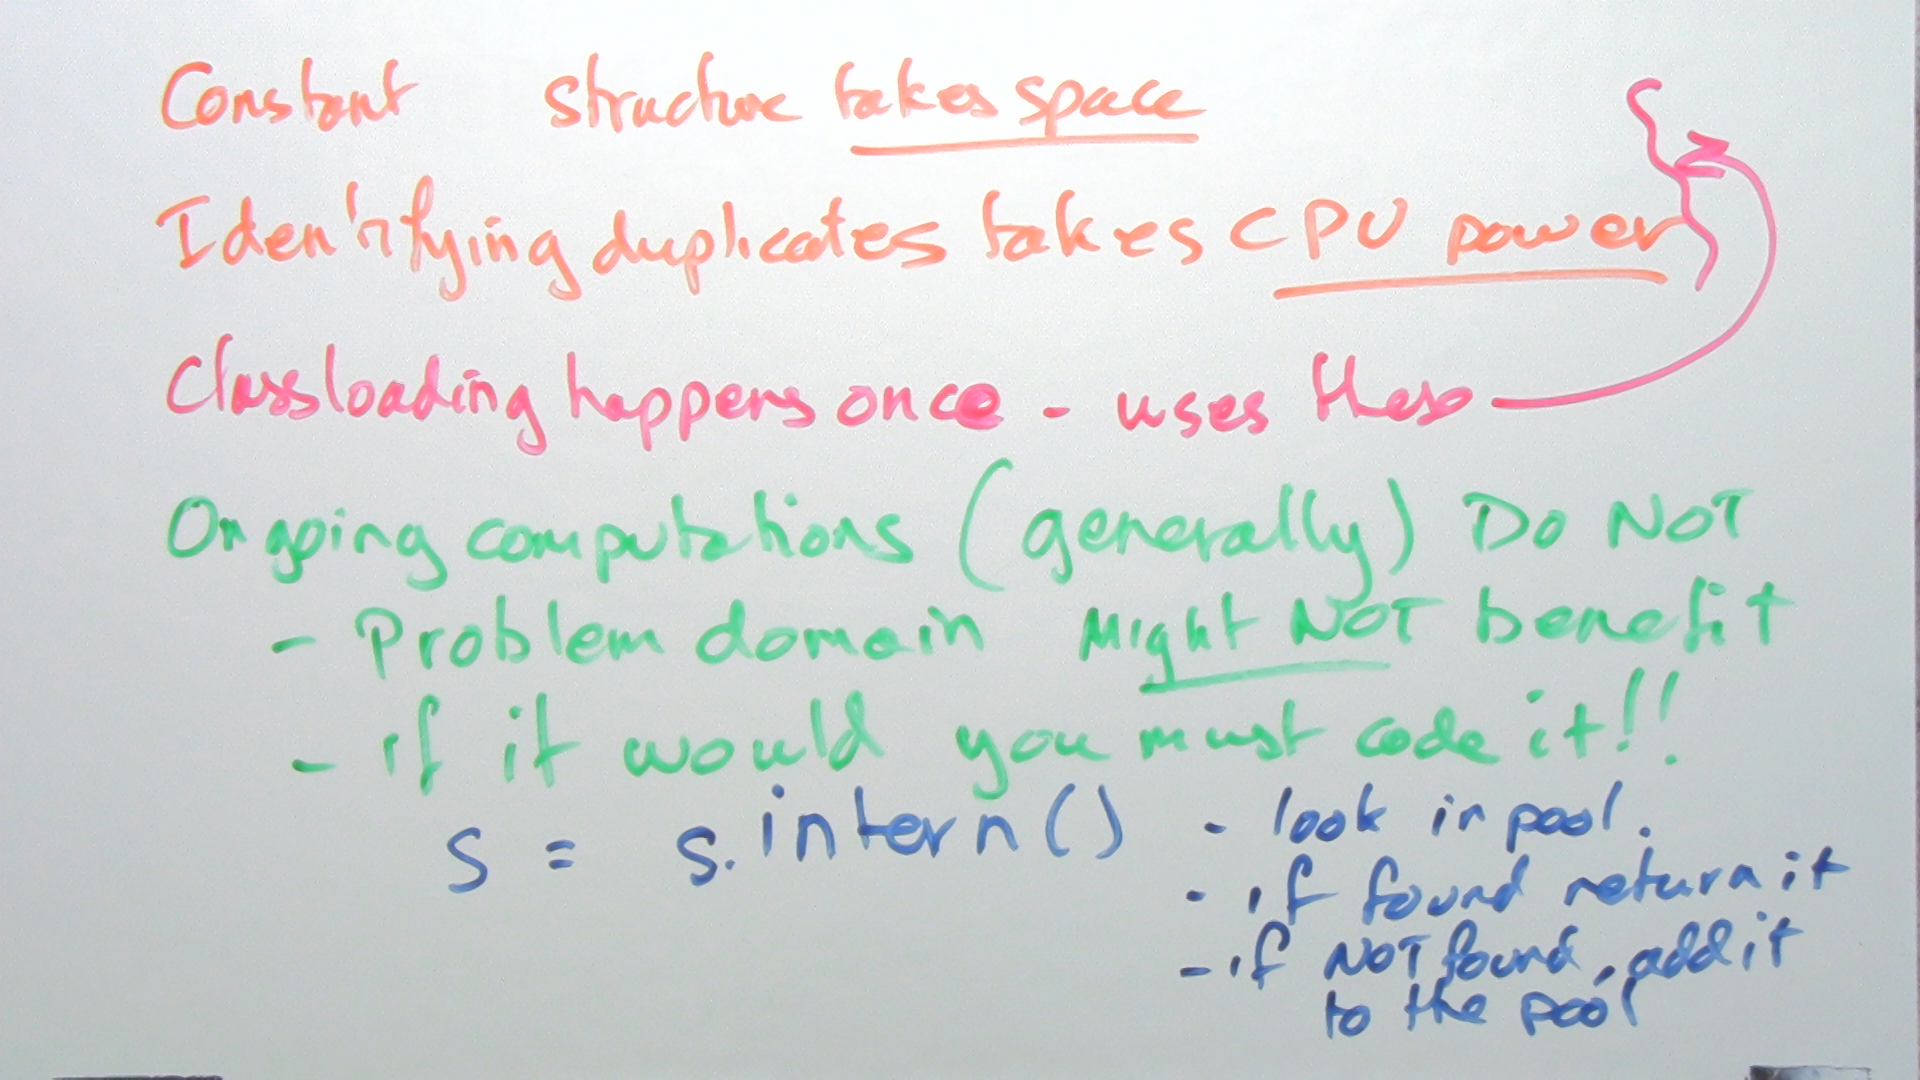 Constant structure takes space
Identifying duplicates takes CPU power
Classloading happens once - uses these
Ongoing computations (generally) Do NOT
- Problem domain Might NOT benefit
- if it would you must code it!!
s = s.intern() - look in pool.
- if found return it
- if NOT found, add it
to the pool